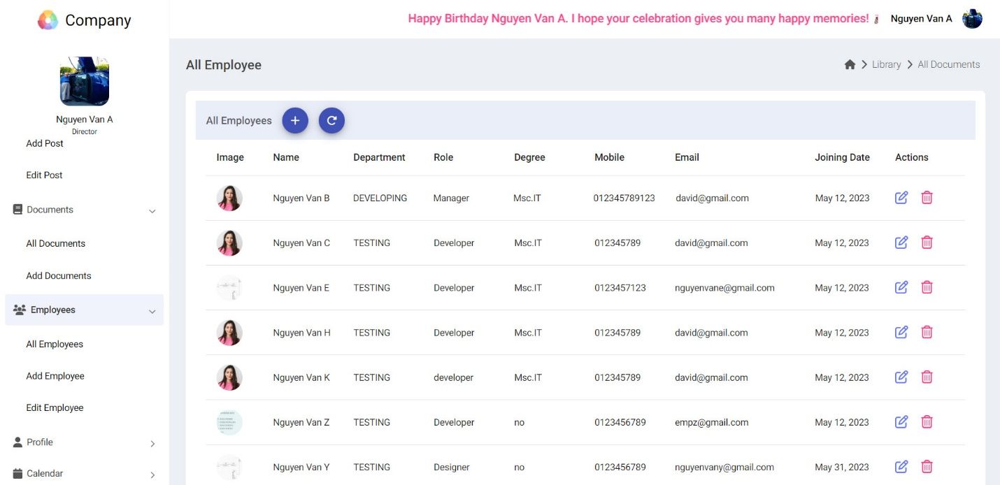 Company
Happy Birthday Nguyen Van A. I hope your celebration gives you many happy memories!
Nguyen Van A
Nguyen Van A
Director
Add Post
Edit Post
Documents
All Documents
Add Documents
Employees
All Employees
Add Employee
Edit Employee
Profile
Calendar
All Employee
Library All Documents
All Employees
Image Name Department Role Degree Mobile Email Joining Date Actions
Nguyen Van B DEVELOPING Manager Msc.IT 012345789123 david@gmail.com May 12, 2023
Nguyen Van C TESTING Developer Msc.IT 012345789 david@gmail.com May 12, 2023
Nguyen Van E TESTING Developer Msc.IT 0123457123 nguyenvane@gmail.com May 12, 2023
Nguyen Van H TESTING Developer Msc.IT 012345789 david@gmail.com May 12, 2023
Nguyen Van K TESTING developer Msc.IT 012345789 david@gmail.com May 12, 2023
Nguyen Van Z TESTING Developer no 0123456789 empz@gmail.com May 12, 2023
Nguyen Van Y TESTING Designer no 0123456789 nguyenvany@gmail.com May 31, 2023